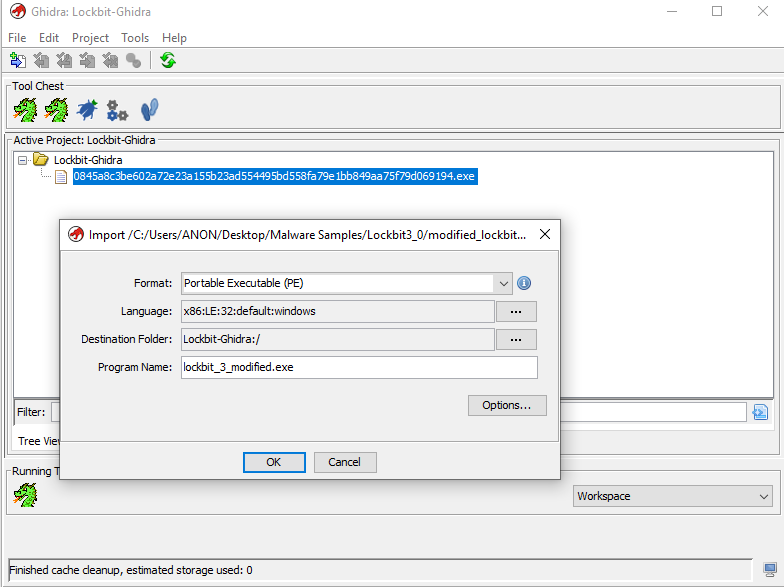 Ghidra: Lockbit-Ghidra
File Edit Project Tools Help
Tool Chest
Active Project: Lockbit-Ghidra
Lockbit-Ghidra
0845a8c3be602a72e23a155b23ad554495bd558fa79e1bb849aa75f79d069194.exe
Import /C:/Users/ANON/Desktop/Malware Samples/Lockbit3_0/modified_lockbit...
Format: Portable Executable (PE)
Language: x86:LE:32:default:windows ...
Destination Folder: Lockbit-Ghidra:/ ...
Program Name: lockbit_3_modified.exe
Options...
OK Cancel
Filter:
Tree Vie
Running T
Workspace
Finished cache cleanup, estimated storage used: 0